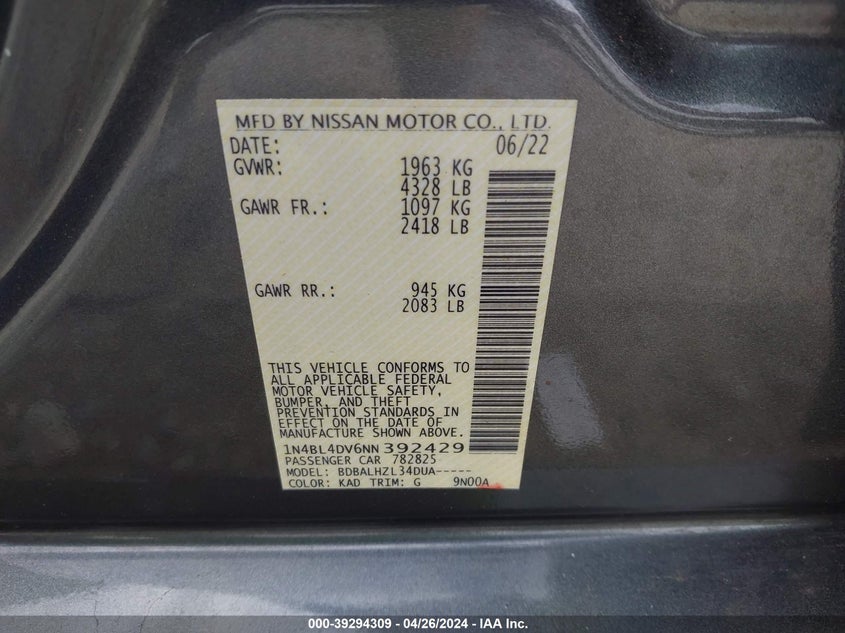 MFD BY NISSAN MOTOR CO., LTD.
DATE: 06/22
GVWR: 1963 KG
4328 LB
GAWR FR.: 1097 KG
2418 LB
GAWR RR.: 945 KG
2083 LB
THIS VEHICLE CONFORMS TO
ALL APPLICABLE FEDERAL
MOTOR VEHICLE SAFETY,
BUMPER, AND THEFT
PREVENTION STANDARDS IN
EFFECT ON THE DATE OF
MANUFACTURE SHOWN ABOVE.
1N4BL4DV6NN392429
PASSENGER CAR 782825
MODEL: BDBALHZL34DUA-----
COLOR: KAD TRIM: G 9N00A
000-39294309 / 04/26/2024 - IAA Inc.